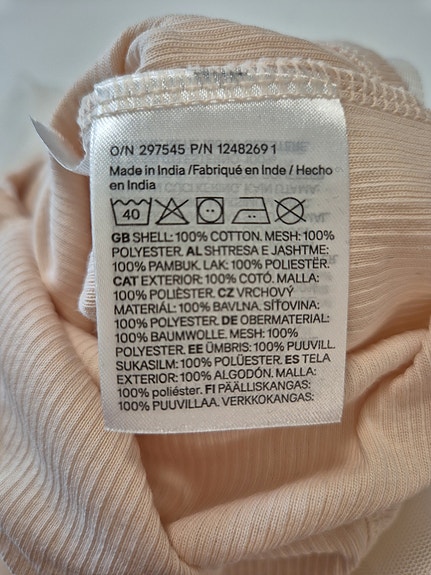 O/N 297545 P/N 1248269 1
Made in India /Fabriqué en Inde / Hecho
en India
40
GB SHELL: 100% COTTON. MESH: 100%
POLYESTER. AL SHTRESA E JASHTME:
100% PAMBUK. LAK: 100% POLIESTËR.
CAT EXTERIOR: 100% COTÓ. MALLA:
100% POLIÈSTER. CZ VRCHOVÝ
MATERIÁL: 100% BAVLNA. SÍŤOVINA:
100% POLYESTER. DE OBERMATERIAL:
100% BAUMWOLLE. MESH: 100%
POLYESTER. EE ÜMBRIS: 100% PUUVILL.
SUKASILM: 100% POLÜESTER. ES TELA
EXTERIOR: 100% ALGODÓN. MALLA:
100% poliéster. FI PÄÄLLISKANGAS:
100% PUUVILLAA. VERKKOKANGAS: